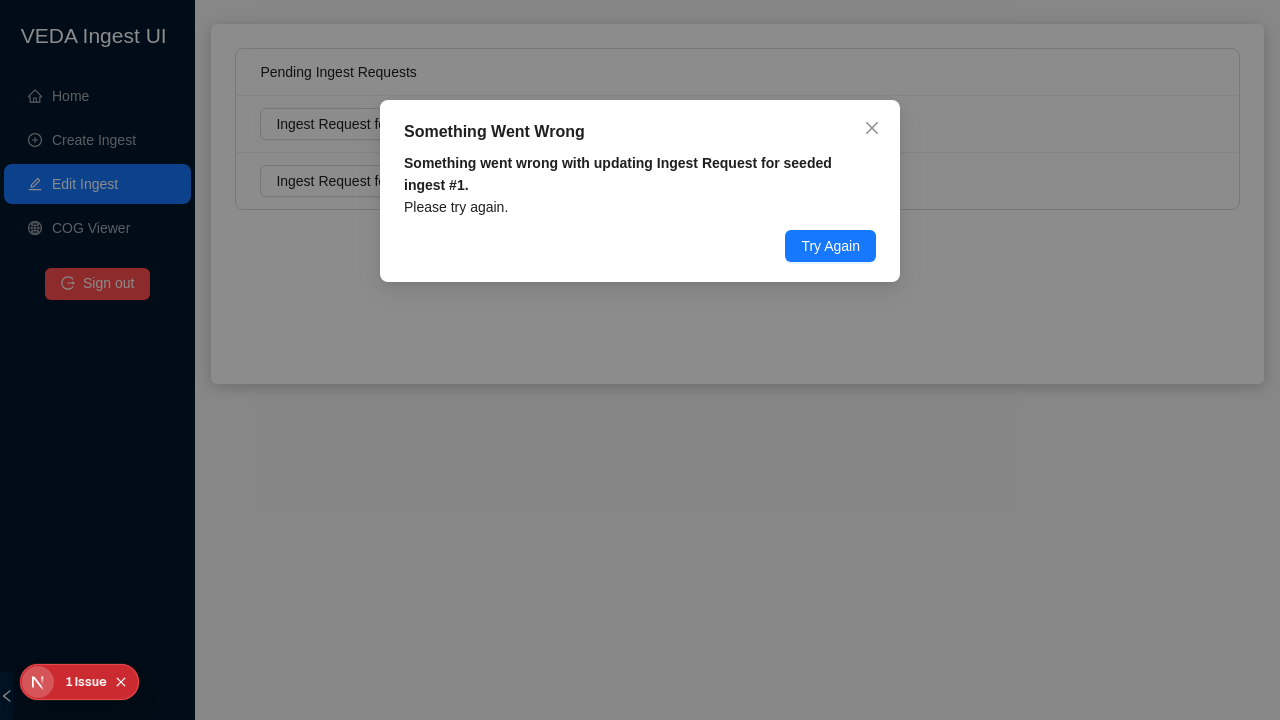 VEDA Ingest UI
Home
Create Ingest
Edit Ingest
COG Viewer
Sign out
Pending Ingest Requests
Ingest Request fo
Ingest Request fo
Something Went Wrong
Something went wrong with updating Ingest Request for seeded
ingest #1.
Please try again.
Try Again
N
1 Issue